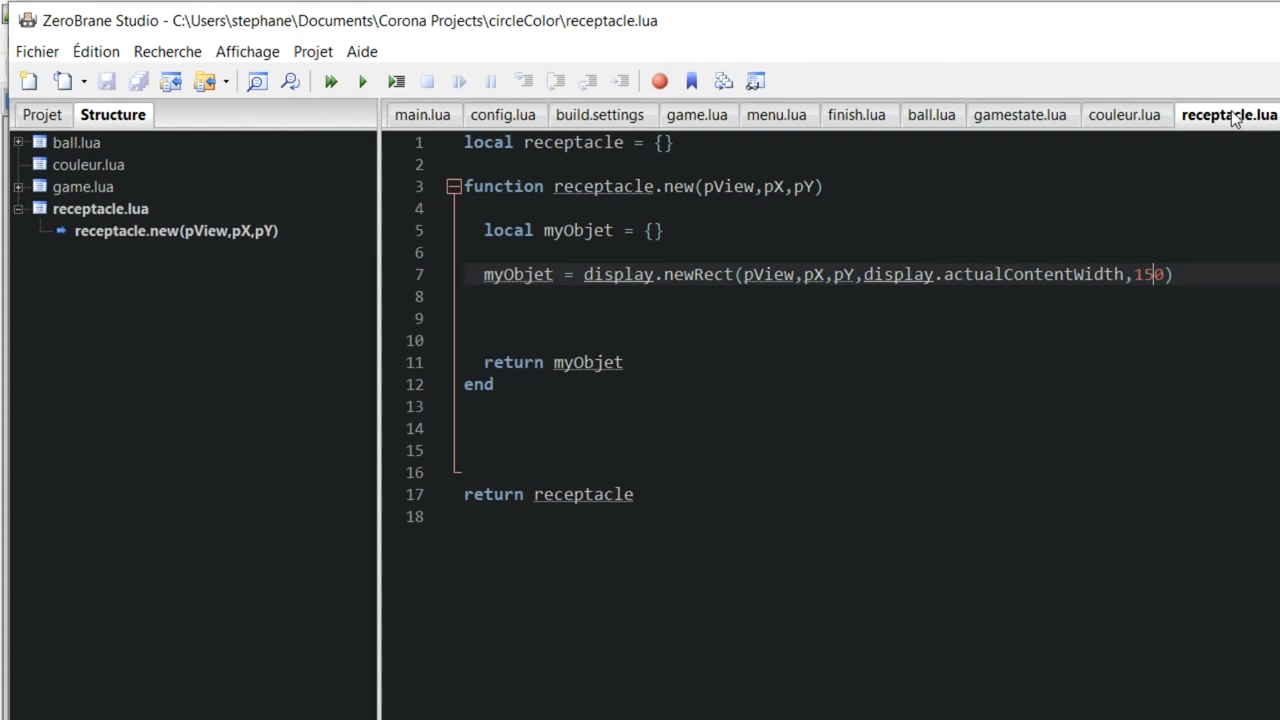 ZeroBrane Studio - C:\Users\stephane\Documents\Corona Projects\circleColor\receptacle.lua
Fichier Édition Recherche Affichage Projet Aide
Projet Structure
main.lua config.lua build.settings game.lua menu.lua finish.lua ball.lua gamestate.lua couleur.lua receptacle.lua
ball.lua
couleur.lua
game.lua
receptacle.lua
receptacle.new(pView,pX,pY)
1 local receptacle = {}
2
3 function receptacle.new(pView,pX,pY)
4
5 local myObjet = {}
6
7 myObjet = display.newRect(pView,pX,pY,display.actualContentWidth,150)
8
9
10
11 return myObjet
12 end
13
14
15
16
17 return receptacle
18